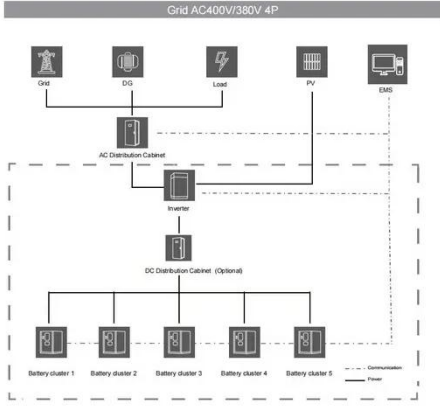 Grid AC400V/380V 4P
Grid
DG
Load
PV
EMS
AC Distribution Cabinet
Inverter
DC Distribution Cabinet (Optional)
Battery cluster 1
Battery cluster 2
Battery cluster 3
Battery cluster 4
Battery cluster 5
Communication
Power